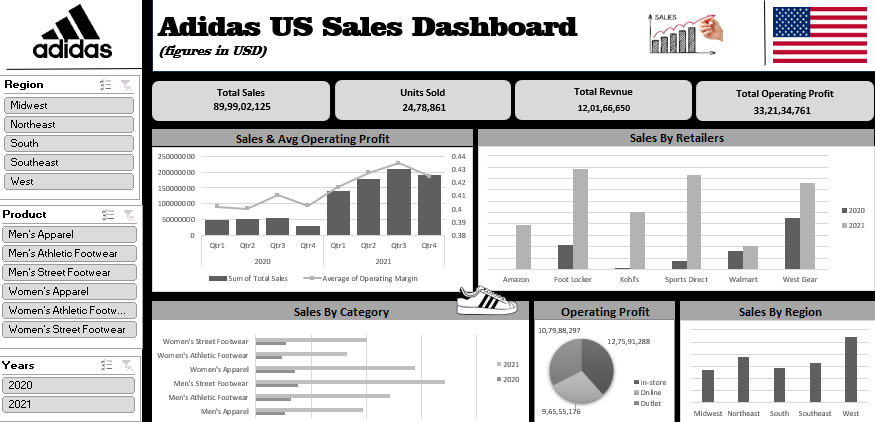 adidas
Adidas US Sales Dashboard
(figures in USD)
SALES
Region
Midwest
Northeast
South
Southeast
West
Product
Men's Apparel
Men's Athletic Footwear
Men's Street Footwear
Women's Apparel
Women's Athletic Footw...
Women's Street Footwear
Years
2020
2021
Total Sales
89,99,02,125
Units Sold
24,78,861
Total Revnue
12,01,66,650
Total Operating Profit
33,21,34,761
Sales & Avg Operating Profit
250000000
200000000
150000000
100000000
50000000
0
0.44
0.43
0.42
0.41
0.4
0.39
0.38
Qtr1 Qtr2 Qtr3 Qtr4 Qtr1 Qtr2 Qtr3 Qtr4
2020 2021
Sum of Total Sales Average of Operating Margin
Sales By Retailers
2020
2021
Amazon Foot Locker Kohl's Sports Direct Walmart West Gear
Sales By Category
Women's Street Footwear
Women's Athletic Footwear
Women's Apparel
Men's Street Footwear
Men's Athletic Footwear
Men's Apparel
2021
2020
Operating Profit
10,79,88,297
12,75,91,288
9,65,55,176
In-store
Online
Outlet
Sales By Region
Midwest Northeast South Southeast West